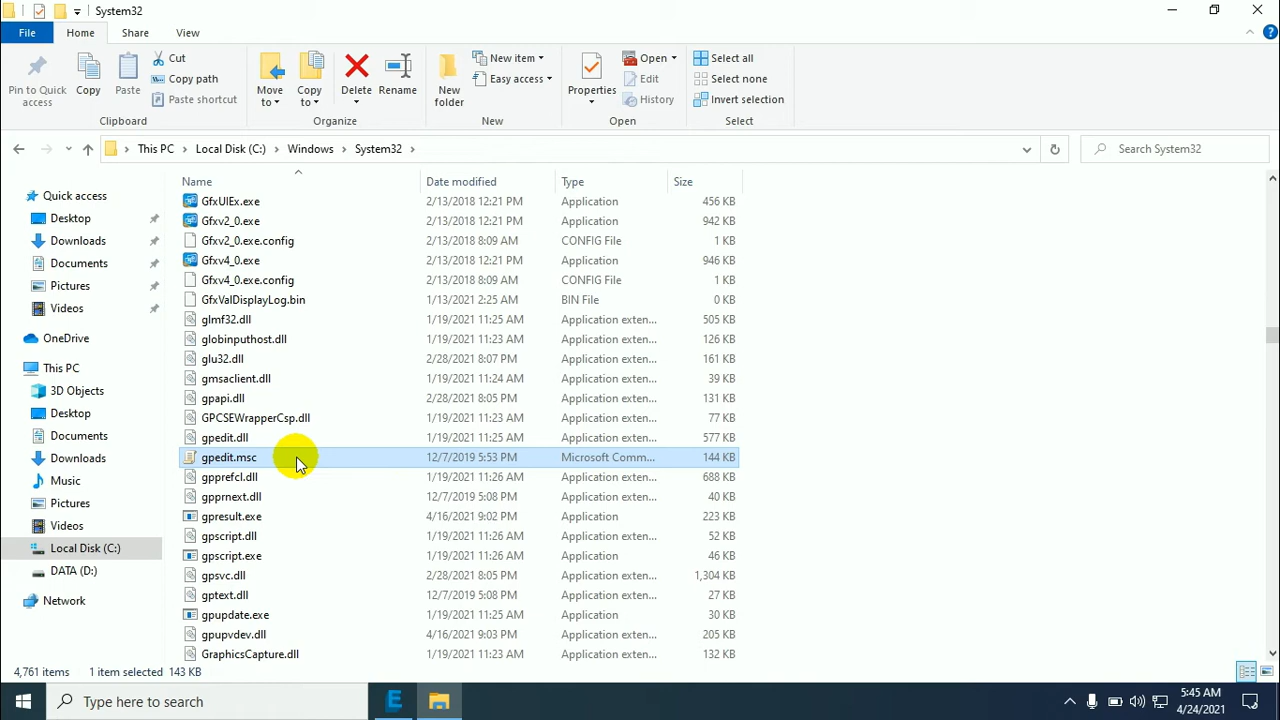 System32
File Home Share View
Pin to Quick access
Copy
Paste
Cut
Copy path
Paste shortcut
Clipboard
Move to
Copy to
Delete
Rename
Organize
New folder
New item
Easy access
New
Properties
Open
Edit
History
Open
Select all
Select none
Invert selection
Select
This PC > Local Disk (C:) > Windows > System32 >
Search System32
Quick access
Desktop
Downloads
Documents
Pictures
Videos
OneDrive
This PC
3D Objects
Desktop
Documents
Downloads
Music
Pictures
Videos
Local Disk (C:)
DATA (D:)
Network
Name Date modified Type Size
GfxUIEx.exe 2/13/2018 12:21 PM Application 456 KB
Gfxv2_0.exe 2/13/2018 12:21 PM Application 942 KB
Gfxv2_0.exe.config 2/13/2018 8:09 AM CONFIG File 1 KB
Gfxv4_0.exe 2/13/2018 12:21 PM Application 946 KB
Gfxv4_0.exe.config 2/13/2018 8:09 AM CONFIG File 1 KB
GfxValDisplayLog.bin 1/13/2021 2:25 AM BIN File 0 KB
glmf32.dll 1/19/2021 11:25 AM Application exten... 505 KB
globinputhost.dll 1/19/2021 11:23 AM Application exten... 339 KB
glu32.dll 2/28/2021 8:07 PM Application exten... 161 KB
gmsaclient.dll 1/19/2021 11:24 AM Application exten... 39 KB
gpapi.dll 2/28/2021 8:05 PM Application exten... 131 KB
GPCSEWrapperCsp.dll 1/19/2021 11:23 AM Application exten... 77 KB
gpedit.dll 1/19/2021 11:25 AM Application exten... 577 KB
gpedit.msc 12/7/2019 5:53 PM Microsoft Comm... 144 KB
gpprefcl.dll 1/19/2021 11:26 AM Application exten... 688 KB
gpprnext.dll 12/7/2019 5:08 PM Application exten... 40 KB
gpresult.exe 4/16/2021 9:02 PM Application 223 KB
gpscript.dll 1/19/2021 11:26 AM Application exten... 52 KB
gpscript.exe 1/19/2021 11:26 AM Application 46 KB
gpsvc.dll 2/28/2021 8:05 PM Application exten... 1,304 KB
gptext.dll 12/7/2019 5:08 PM Application exten... 27 KB
gpupdate.exe 1/19/2021 11:25 AM Application 30 KB
gpupvdev.dll 4/16/2021 9:03 PM Application exten... 205 KB
GraphicsCapture.dll 1/19/2021 11:23 AM Application exten... 132 KB
4,761 items 1 item selected 143 KB
Type here to search
5:45 AM
4/24/2021